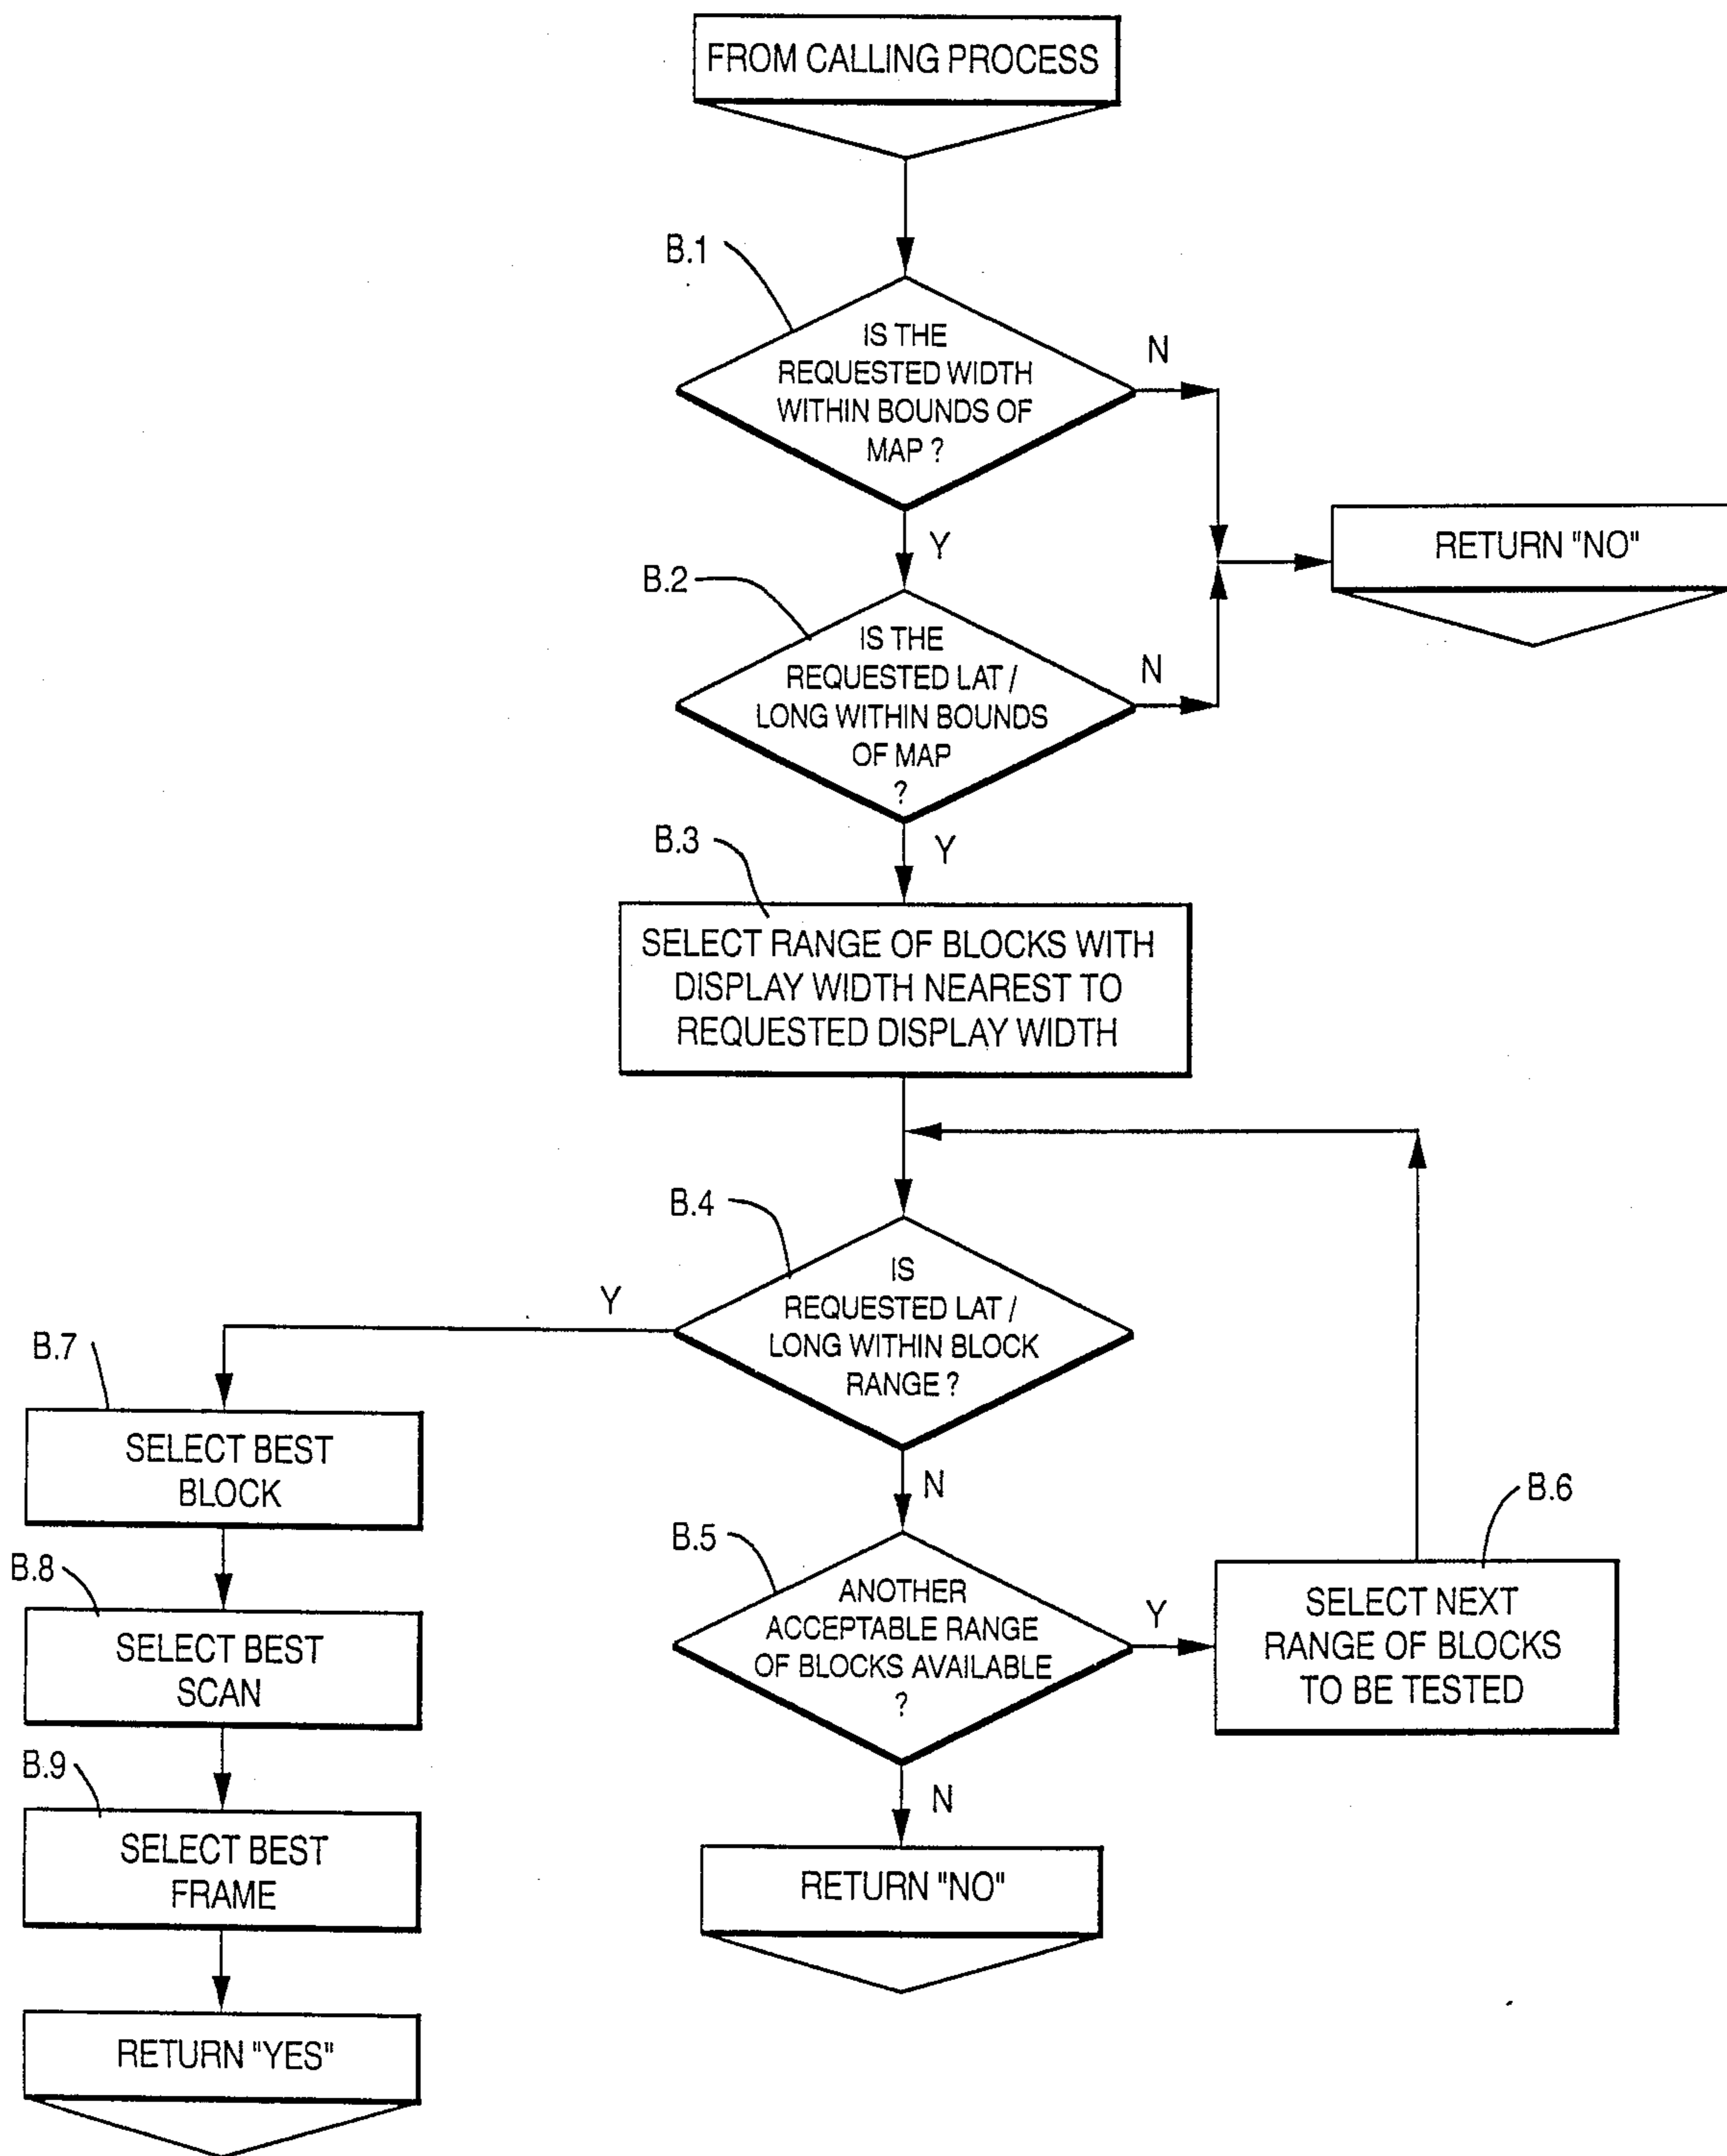 FROM CALLING PROCESS
B.1
IS THE
REQUESTED WIDTH
WITHIN BOUNDS OF
MAP ?
N
Y
RETURN "NO"
B.2
IS THE
REQUESTED LAT /
LONG WITHIN BOUNDS
OF MAP
?
N
Y
B.3
SELECT RANGE OF BLOCKS WITH
DISPLAY WIDTH NEAREST TO
REQUESTED DISPLAY WIDTH
B.4
IS
REQUESTED LAT /
LONG WITHIN BLOCK
RANGE ?
Y
N
B.5
ANOTHER
ACCEPTABLE RANGE
OF BLOCKS AVAILABLE
?
Y
N
B.6
SELECT NEXT
RANGE OF BLOCKS
TO BE TESTED
RETURN "NO"
B.7
SELECT BEST
BLOCK
B.8
SELECT BEST
SCAN
B.9
SELECT BEST
FRAME
RETURN "YES"